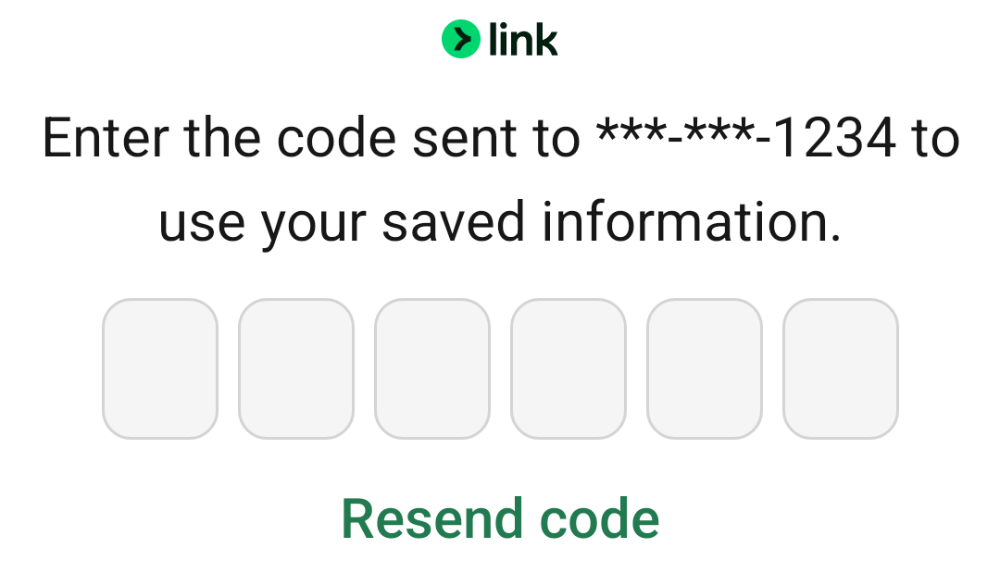 link
Enter the code sent to ***-***-1234 to
use your saved information.
Resend code